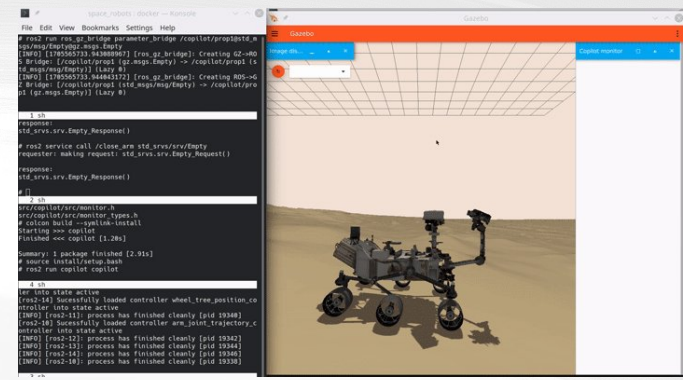 space_robots : docker — Konsole
File Edit View Bookmarks Settings Help
# ros2 run ros_gz_bridge parameter_bridge /copilot/prop1@std_m
sgs/msg/Empty@gz.msgs.Empty
[INFO] [1705565733.943088967] [ros_gz_bridge]: Creating GZ->RO
S Bridge: [/copilot/prop1 (gz.msgs.Empty) -> /copilot/prop1 (s
td_msgs/msg/Empty)] (Lazy 0)
[INFO] [1705565733.944043172] [ros_gz_bridge]: Creating ROS->G
Z Bridge: [/copilot/prop1 (std_msgs/msg/Empty) -> /copilot/pro
p1 (gz.msgs.Empty)] (Lazy 0)
1 sh
response:
std_srvs.srv.Empty_Response()
# ros2 service call /close_arm std_srvs/srv/Empty
requester: making request: std_srvs.srv.Empty_Request()
response:
std_srvs.srv.Empty_Response()
#
2 sh
src/copilot/src/monitor.h
src/copilot/src/monitor_types.h
# colcon build --symlink-install
Starting >>> copilot
Finished <<< copilot [1.20s]
Summary: 1 package finished [2.91s]
# source install/setup.bash
# ros2 run copilot copilot
4 sh
ler into state active
[ros2-14] Sucessfully loaded controller wheel_tree_position_co
ntroller into state active
[INFO] [ros2-11]: process has finished cleanly [pid 19340]
[ros2-10] Sucessfully loaded controller arm_joint_trajectory_c
ontroller into state active
[INFO] [ros2-12]: process has finished cleanly [pid 19342]
[INFO] [ros2-13]: process has finished cleanly [pid 19344]
[INFO] [ros2-14]: process has finished cleanly [pid 19346]
[INFO] [ros2-10]: process has finished cleanly [pid 19338]
3 sh
Gazebo
Gazebo
Image dis...
Copilot monitor